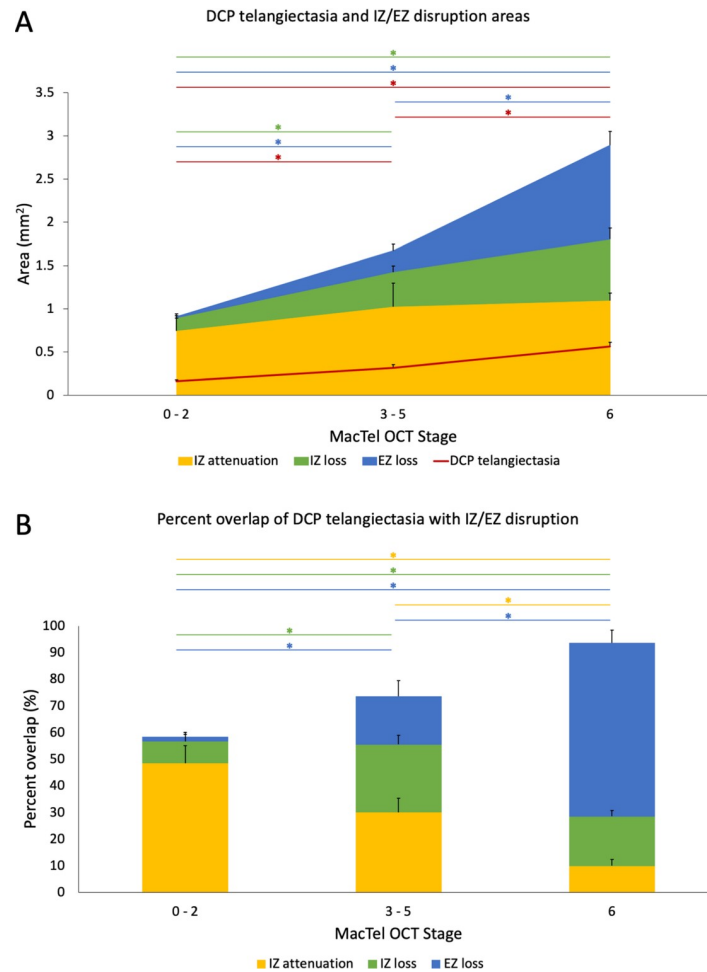 A
DCP telangiectasia and IZ/EZ disruption areas
*
*
*
*
*
*
*
*
3.5
3
2.5
2
1.5
1
0.5
0
Area (mm²)
0 - 2
3 - 5
6
MacTel OCT Stage
IZ attenuation
IZ loss
EZ loss
DCP telangiectasia
B
Percent overlap of DCP telangiectasia with IZ/EZ disruption
*
*
*
*
*
*
*
100
90
80
70
60
50
40
30
20
10
0
Percent overlap (%)
0 - 2
3 - 5
6
MacTel OCT Stage
IZ attenuation
IZ loss
EZ loss